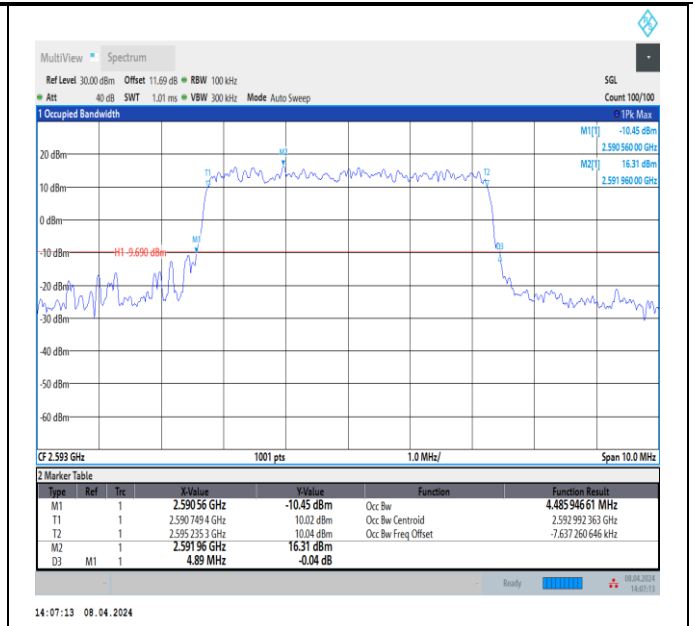 MultiView Spectrum
Ref Level 30.00 dBm Offset 11.69 dB RBW 100 kHz SGL
Att 40 dB SWT 1.01 ms VBW 300 kHz Mode Auto Sweep Count 100/100
1 Occupied Bandwidth 1Pk Max
M1[1] -10.45 dBm
2.590 560 00 GHz
M2[1] 16.31 dBm
2.591 960 00 GHz
20 dBm
M2
T1
T2
10 dBm
0 dBm
M1
D3
-10 dBm
H1 -9.690 dBm
-20 dBm
-30 dBm
-40 dBm
-50 dBm
-60 dBm
CF 2.593 GHz 1001 pts 1.0 MHz/ Span 10.0 MHz
2 Marker Table
Type Ref Trc X-Value Y-Value Function Function Result
M1 1 2.590 56 GHz -10.45 dBm Occ Bw 4.485 946 61 MHz
T1 1 2.590 749 4 GHz 10.02 dBm Occ Bw Centroid 2.592 992 363 GHz
T2 1 2.595 235 3 GHz 10.04 dBm Occ Bw Freq Offset -7.637 260 646 kHz
M2 1 2.591 96 GHz 16.31 dBm
D3 M1 1 4.89 MHz -0.04 dB
Ready 08.04.2024
14:07:13
14:07:13 08.04.2024